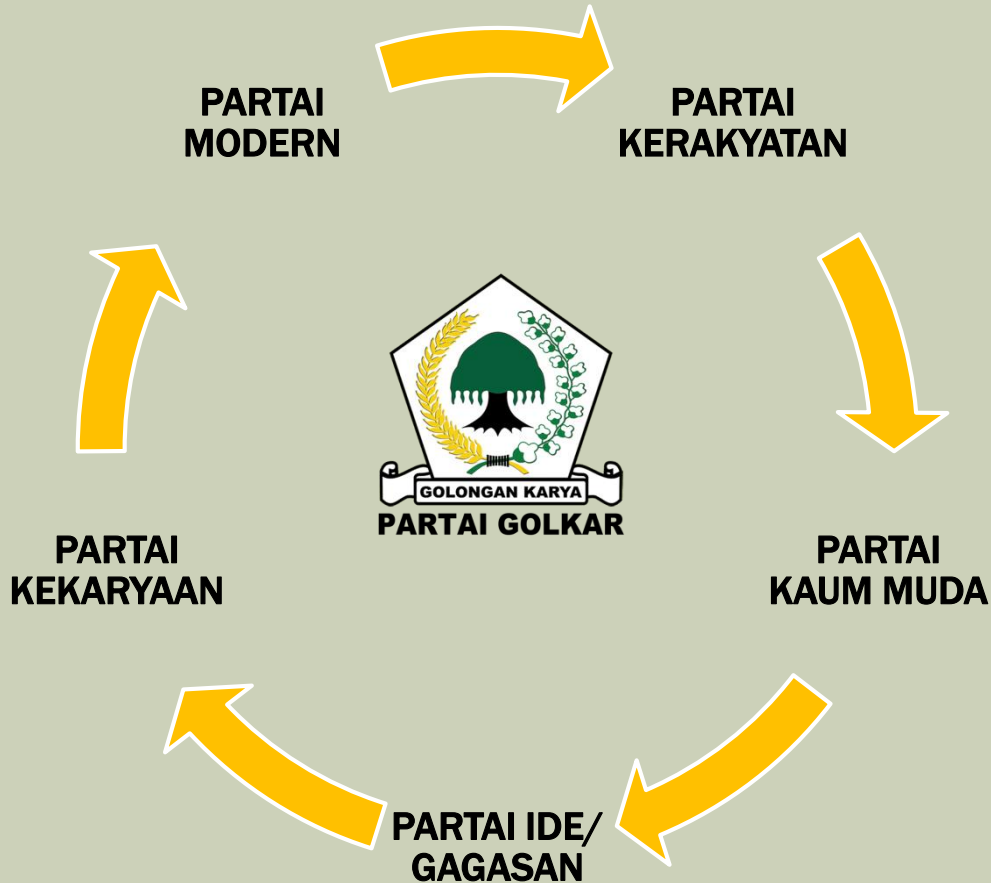 PARTAI
MODERN
PARTAI
KERAKYATAN
GOLONGAN KARYA
PARTAI GOLKAR
PARTAI
KEKARYAAN
PARTAI
KAUM MUDA
PARTAI IDE/
GAGASAN